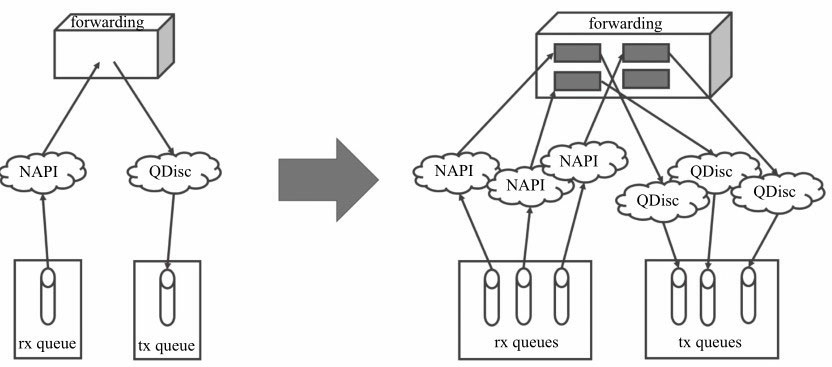 forwarding
NAPI
QDisc
rx queue
tx queue
forwarding
NAPI
NAPI
NAPI
QDisc
QDisc
QDisc
rx queues
tx queues